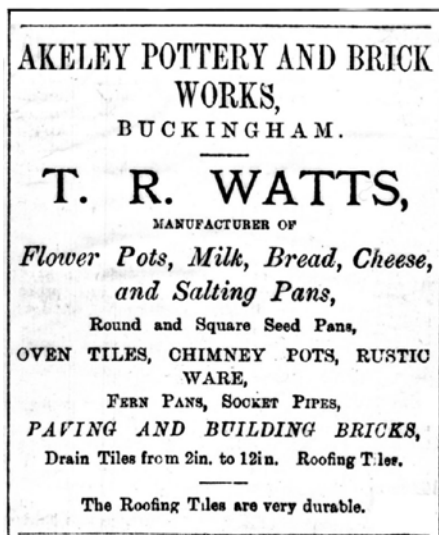 AKELEY POTTERY AND BRICK
WORKS,
BUCKINGHAM.
T. R. WATTS,
MANUFACTURER OF
Flower Pots, Milk, Bread, Cheese,
and Salting Pans,
Round and Square Seed Pans,
OVEN TILES, CHIMNEY POTS, RUSTIC
WARE,
FERN PANS, SOCKET PIPES,
PAVING AND BUILDING BRICKS,
Drain Tiles from 2in. to 12in. Roofing Tiles.
The Roofing Tiles are very durable.